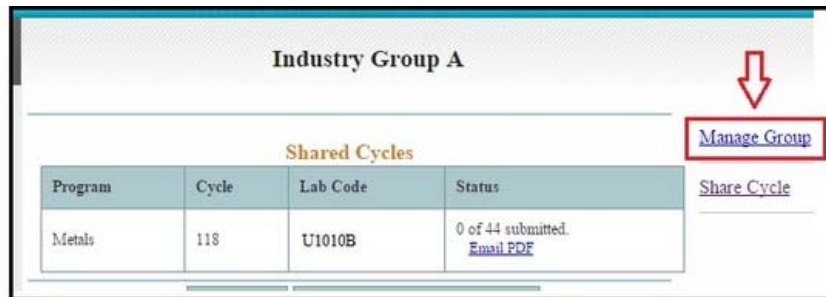 Industry Group A
Manage Group
Shared Cycles
Share Cycle
Program Cycle Lab Code Status
Metals 118 U1010B 0 of 44 submitted.
Email PDF